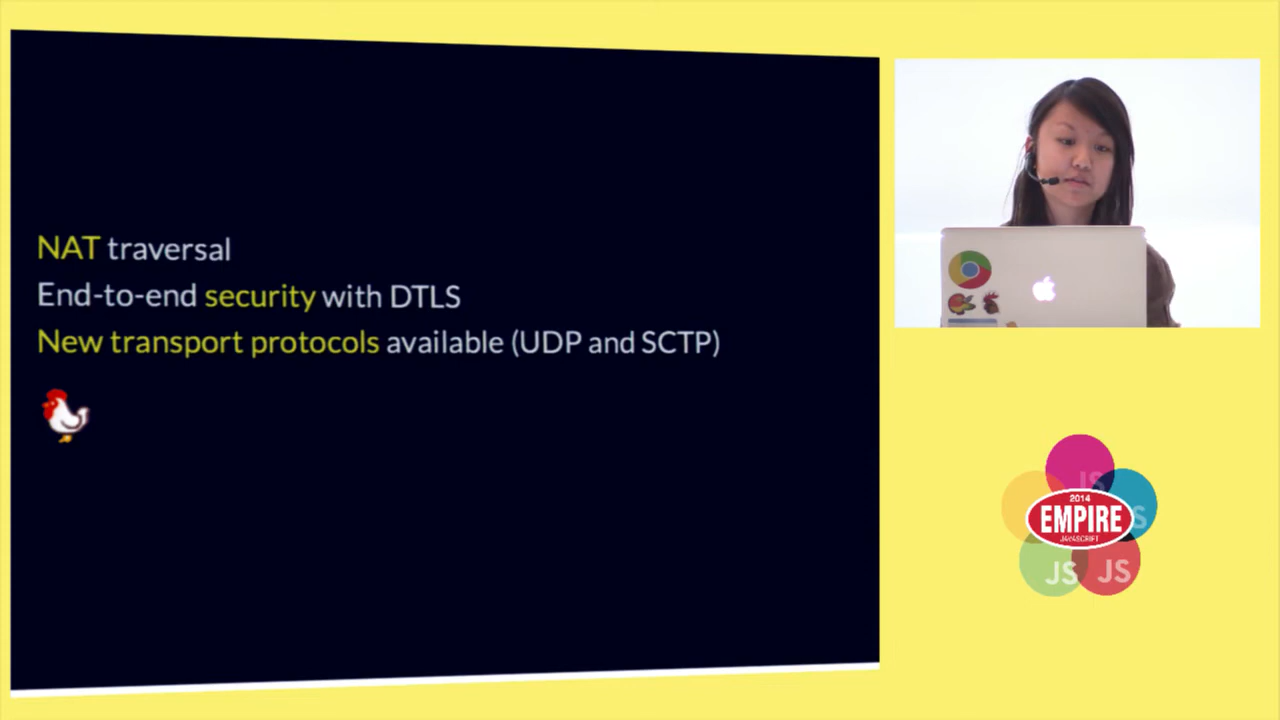 NAT traversal
End-to-end security with DTLS
New transport protocols available (UDP and SCTP)
JS
2014
EMPIRE
JAVASCRIPT
JS
JS
JS